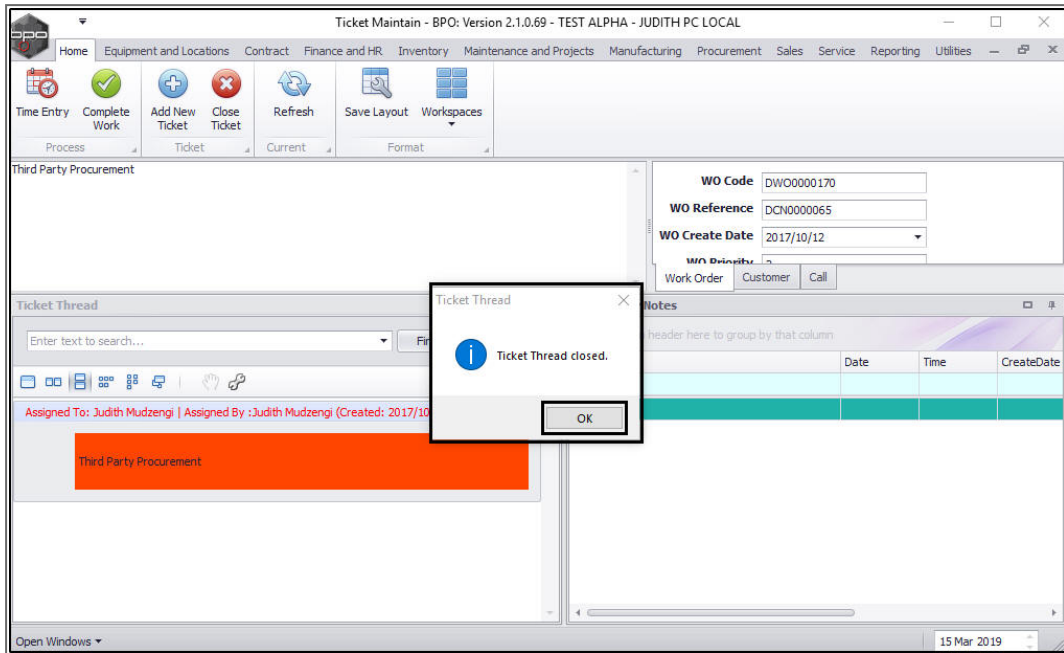 Ticket Maintain - BPO: Version 2.1.0.69 - TEST ALPHA - JUDITH PC LOCAL
bpo
Home Equipment and Locations Contract Finance and HR Inventory Maintenance and Projects Manufacturing Procurement Sales Service Reporting Utilities
Time Entry Complete Work Add New Ticket Close Ticket Refresh Save Layout Workspaces
Process Ticket Current Format
Third Party Procurement
WO Code DWO0000170
WO Reference DCN0000065
WO Create Date 2017/10/12
WO Priority
Work Order Customer Call
Ticket Thread
Notes
Enter text to search...
header here to group by that column
Date Time CreateDate
Assigned To: Judith Mudzengi | Assigned By :Judith Mudzengi (Created: 2017/10
Third Party Procurement
Ticket Thread
Ticket Thread closed.
OK
Open Windows
15 Mar 2019